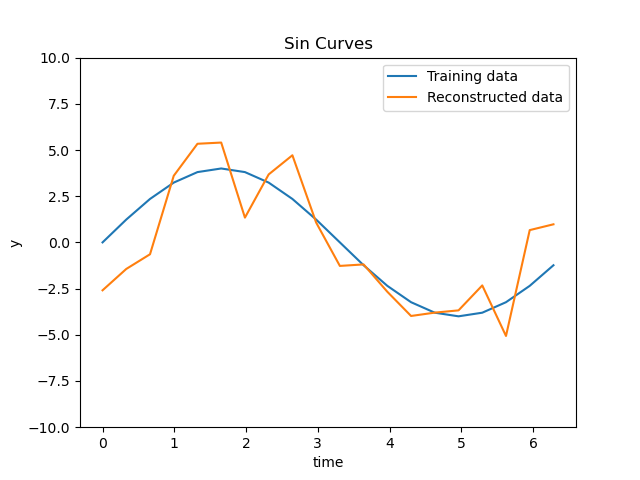 Sin Curves
Training data
Reconstructed data
10.0
7.5
5.0
2.5
0.0
−2.5
−5.0
−7.5
−10.0
y
0 1 2 3 4 5 6
time